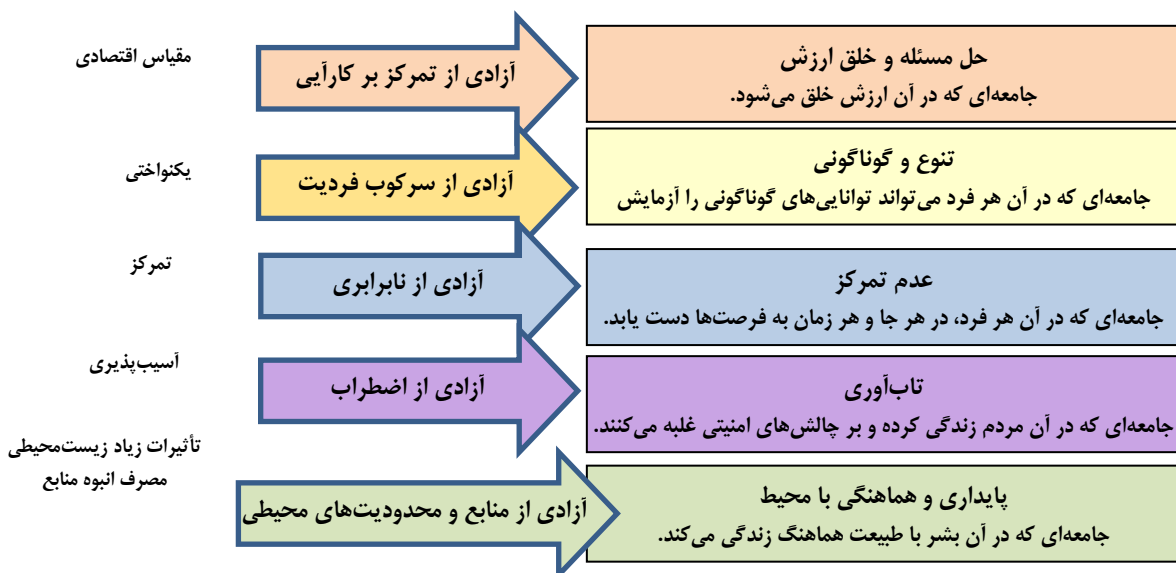 مقیاس اقتصادی
آزادی از تمرکز بر کارآیی
حل مسئله و خلق ارزش
جامعه‌ای که در آن ارزش خلق می‌شود.
یکنواختی
آزادی از سرکوب فردیت
تنوع و گوناگونی
جامعه‌ای که در آن هر فرد می‌تواند توانایی‌های گوناگونی را آزمایش
تمرکز
آزادی از نابرابری
عدم تمرکز
جامعه‌ای که در آن هر فرد، در هر جا و هر زمان به فرصت‌ها دست یابد.
آسیب‌پذیری
آزادی از اضطراب
تاب‌آوری
جامعه‌ای که در آن مردم زندگی کرده و بر چالش‌های امنیتی غلبه می‌کنند.
تأثیرات زیاد زیست‌محیطی
مصرف انبوه منابع
آزادی از منابع و محدودیت‌های محیطی
پایداری و هماهنگی با محیط
جامعه‌ای که در آن بشر با طبیعت هماهنگ زندگی می‌کند.